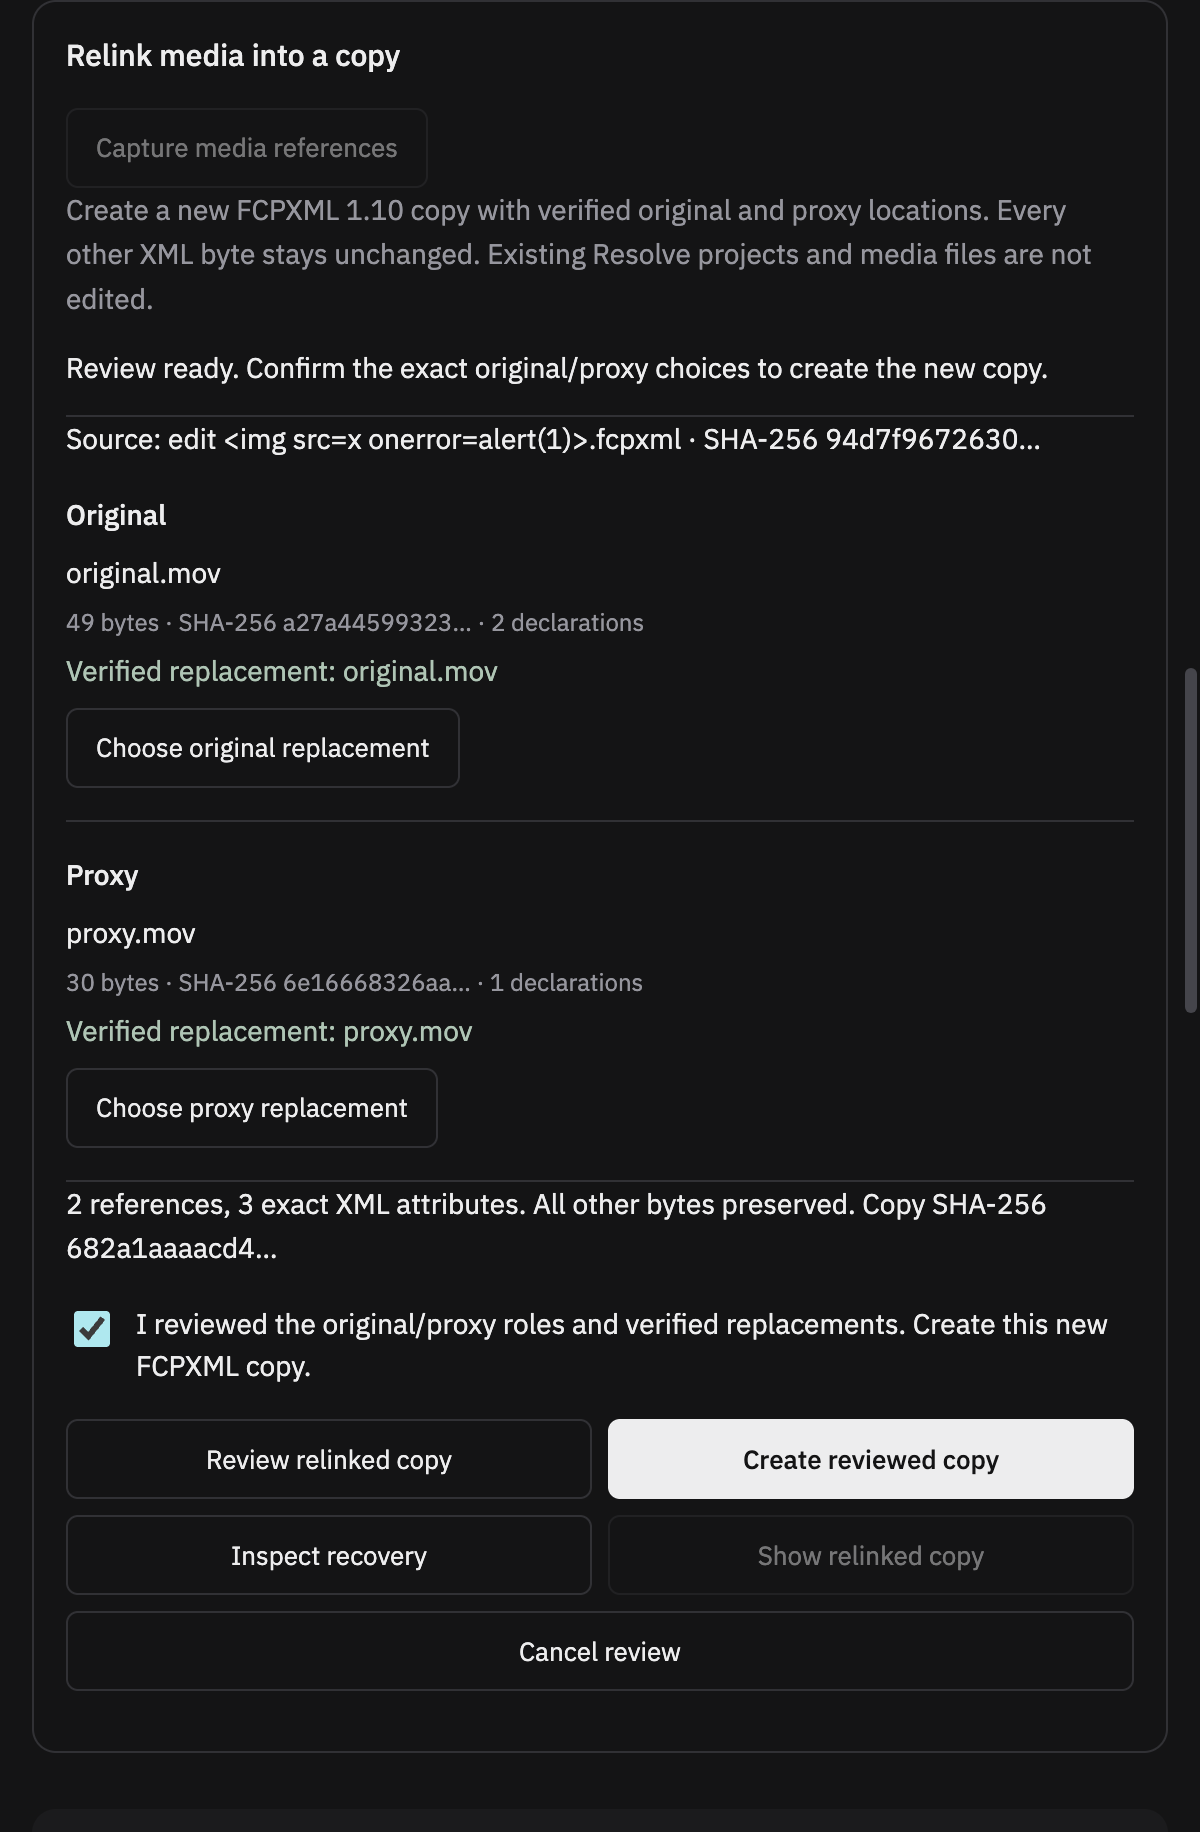 Relink media into a copy
Capture media references
Create a new FCPXML 1.10 copy with verified original and proxy locations. Every
other XML byte stays unchanged. Existing Resolve projects and media files are not
edited.
Review ready. Confirm the exact original/proxy choices to create the new copy.
Source: edit <img src=x onerror=alert(1)>.fcpxml · SHA-256 94d7f9672630…
Original
original.mov
49 bytes · SHA-256 a27a44599323… · 2 declarations
Verified replacement: original.mov
Choose original replacement
Proxy
proxy.mov
30 bytes · SHA-256 6e16668326aa… · 1 declarations
Verified replacement: proxy.mov
Choose proxy replacement
2 references, 3 exact XML attributes. All other bytes preserved. Copy SHA-256
682a1aaaacd4…
I reviewed the original/proxy roles and verified replacements. Create this new
FCPXML copy.
Review relinked copy
Create reviewed copy
Inspect recovery
Show relinked copy
Cancel review